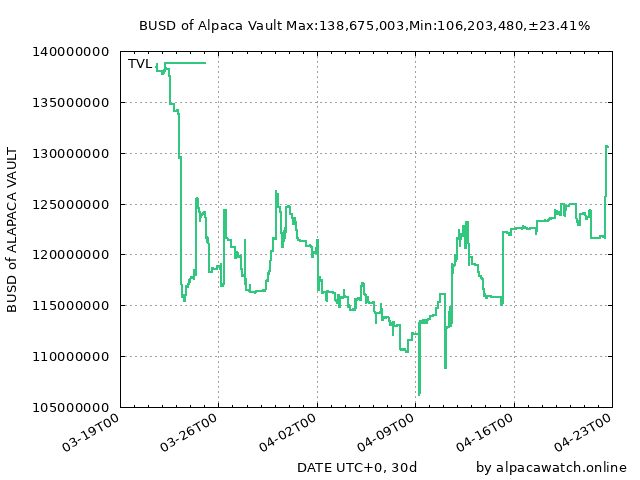 BUSD of Alpaca Vault Max:138,675,003,Min:106,203,480,±23.41%
TVL
140000000
135000000
130000000
125000000
120000000
115000000
110000000
105000000
BUSD of ALAPACA VAULT
03-19T00
03-26T00
04-02T00
04-09T00
04-16T00
04-23T00
DATE UTC+0, 30d
by alpacawatch.online